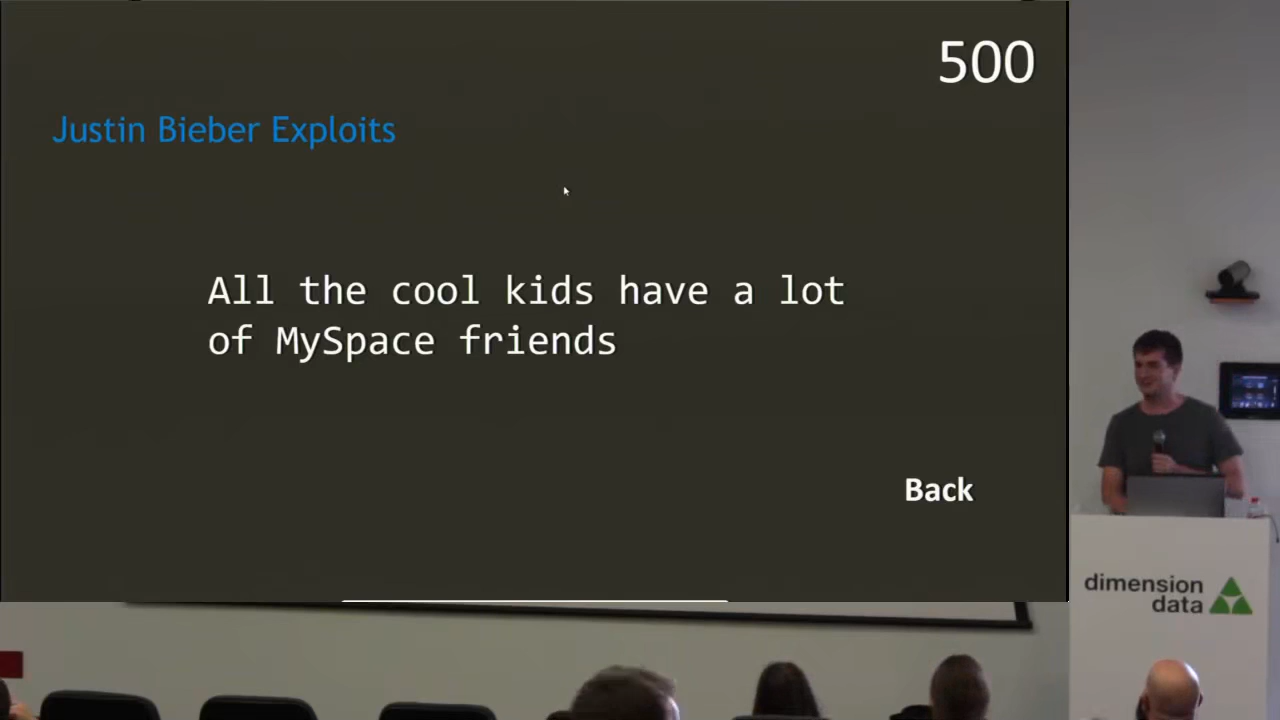 500
Justin Bieber Exploits
All the cool kids have a lot
of MySpace friends
Back
dimension
data